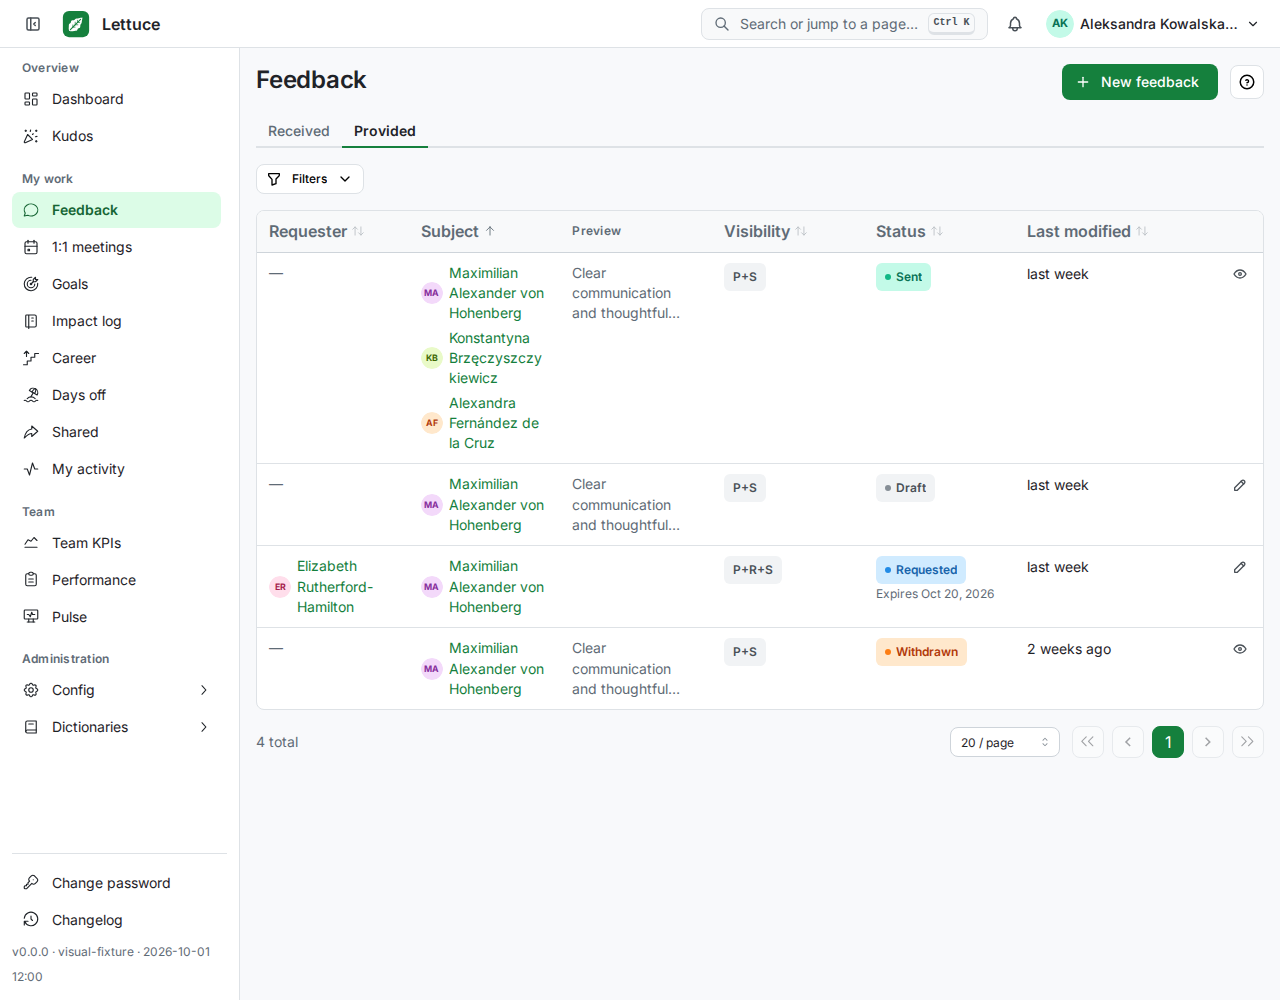 Lettuce
Search or jump to a page...
Ctrl K
AK
Aleksandra Kowalska...
Overview
Dashboard
Kudos
My work
Feedback
1:1 meetings
Goals
Impact log
Career
Days off
Shared
My activity
Team
Team KPIs
Performance
Pulse
Administration
Config
Dictionaries
Change password
Changelog
v0.0.0 · visual-fixture · 2026-10-01
12:00
Feedback
New feedback
Received
Provided
Filters
Requester
Subject
Preview
Visibility
Status
Last modified
—
MA
Maximilian
Alexander von
Hohenberg
KB
Konstantyna
Brzęczyszczy
kiewicz
AF
Alexandra
Fernández de
la Cruz
Clear
communication
and thoughtful...
P+S
Sent
last week
—
MA
Maximilian
Alexander von
Hohenberg
Clear
communication
and thoughtful...
P+S
Draft
last week
ER
Elizabeth
Rutherford-
Hamilton
MA
Maximilian
Alexander von
Hohenberg
P+R+S
Requested
Expires Oct 20, 2026
last week
—
MA
Maximilian
Alexander von
Hohenberg
Clear
communication
and thoughtful...
P+S
Withdrawn
2 weeks ago
4 total
20 / page
1